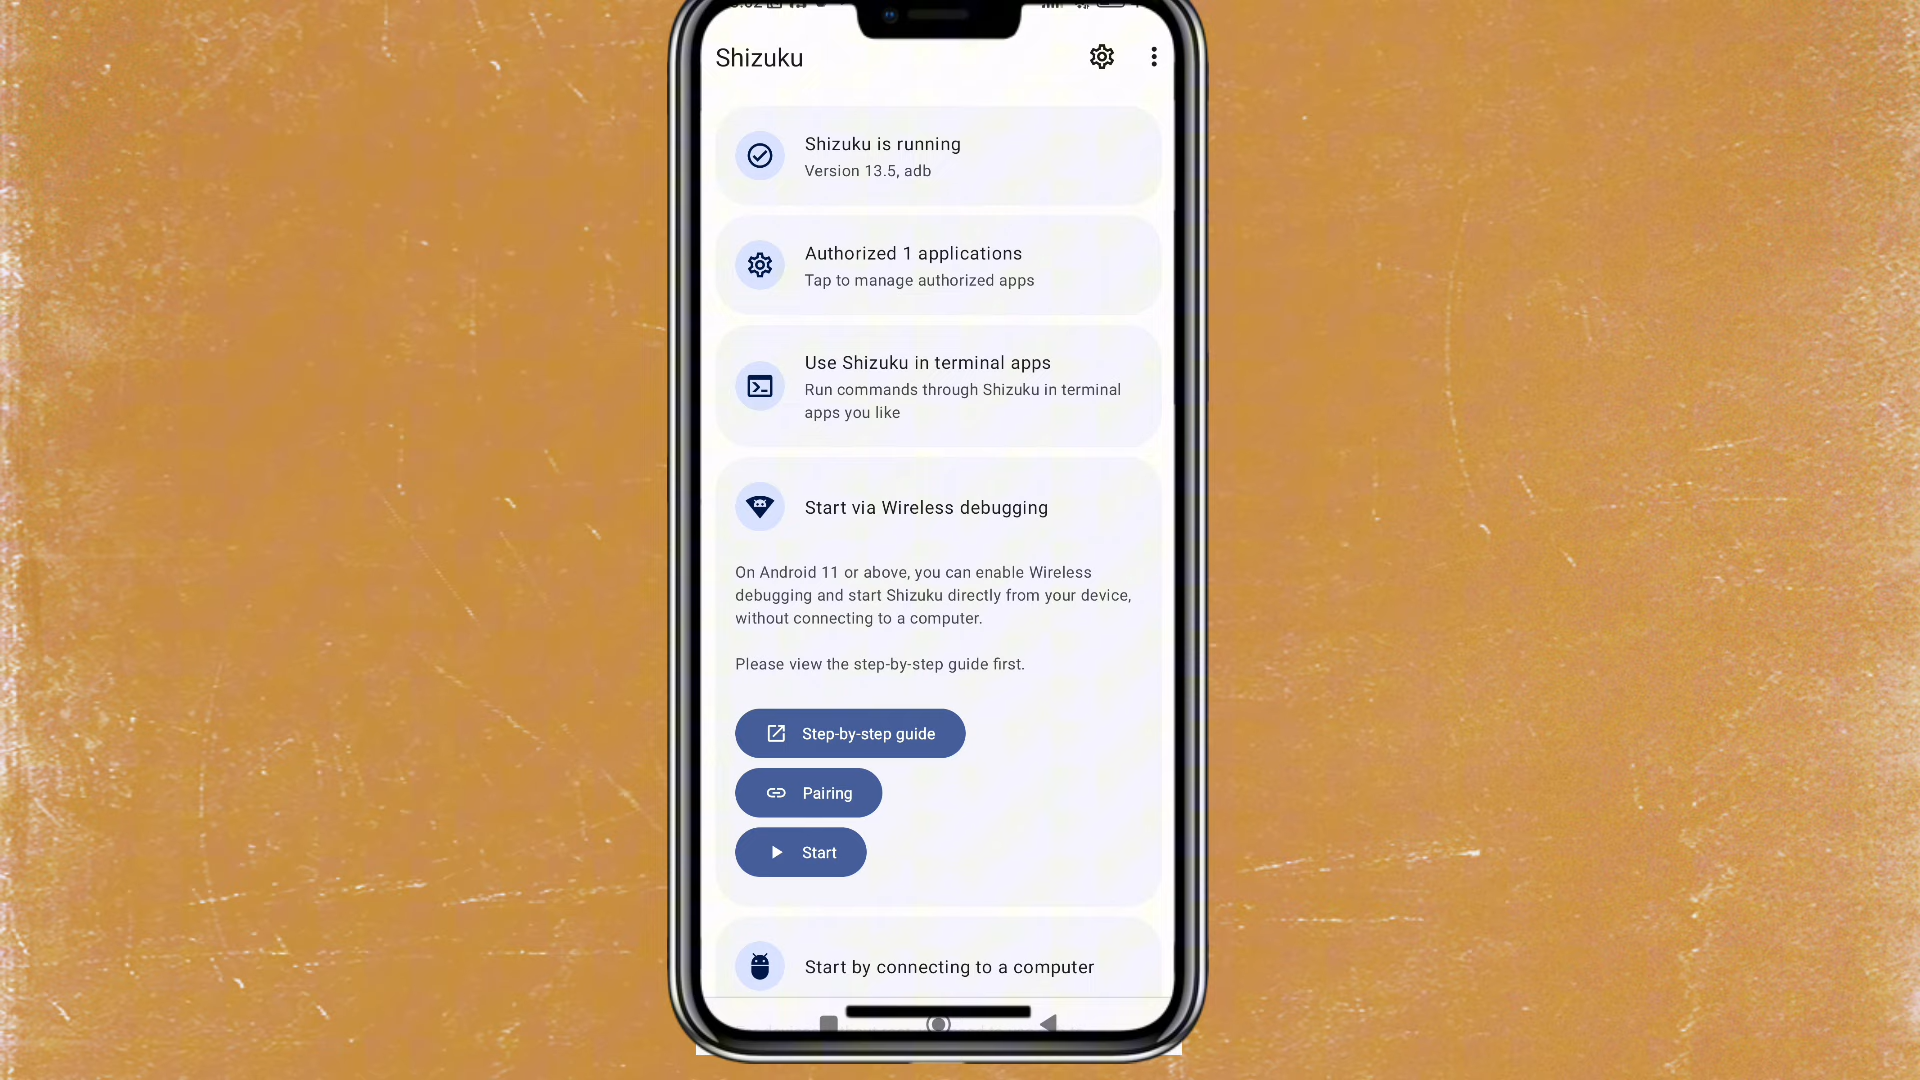 Shizuku
Shizuku is running
Version 13.5, adb
Authorized 1 applications
Tap to manage authorized apps
Use Shizuku in terminal apps
Run commands through Shizuku in terminal
apps you like
Start via Wireless debugging
On Android 11 or above, you can enable Wireless
debugging and start Shizuku directly from your device,
without connecting to a computer.
Please view the step-by-step guide first.
Step-by-step guide
Pairing
Start
Start by connecting to a computer